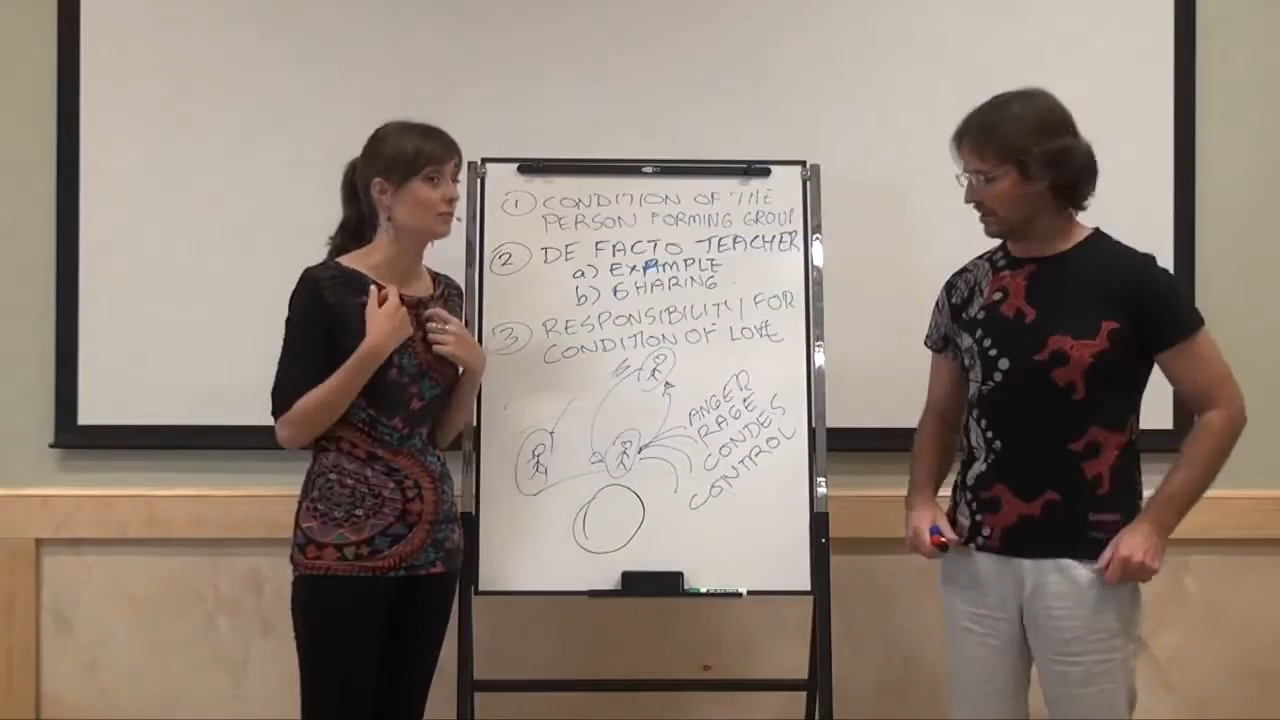 ① CONDITION OF THE
PERSON FORMING GROUP
② DE FACTO TEACHER
a) EXAMPLE
b) SHARING
③ RESPONSIBILITY FOR
CONDITION OF LOVE
ANGER
RAGE
CONDES
CONTROL